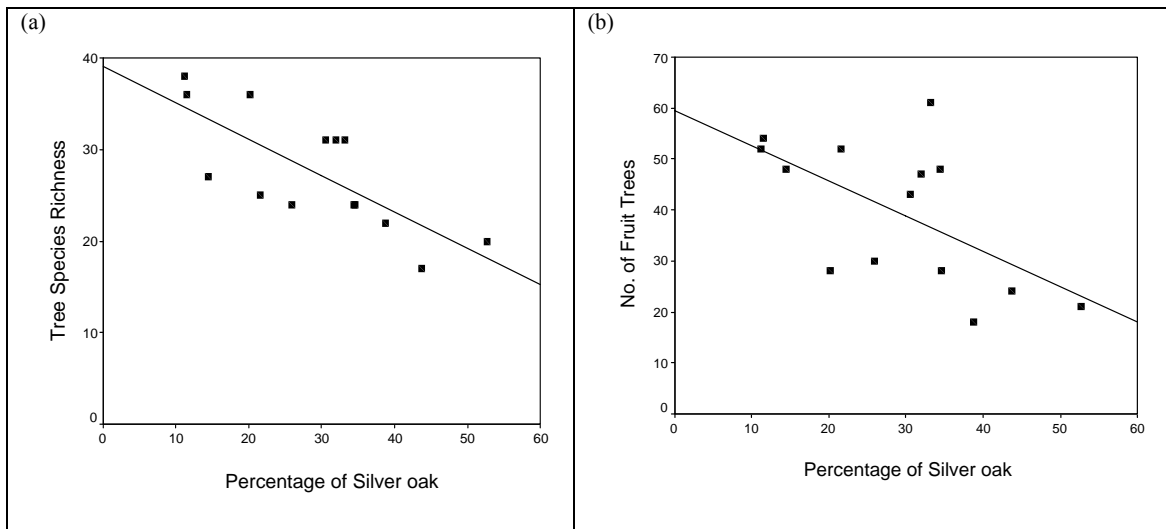 (a)
Tree Species Richness
40
30
20
10
0
0 10 20 30 40 50 60
Percentage of Silver oak
(b)
No. of Fruit Trees
70
60
50
40
30
20
10
0
0 10 20 30 40 50 60
Percentage of Silver oak